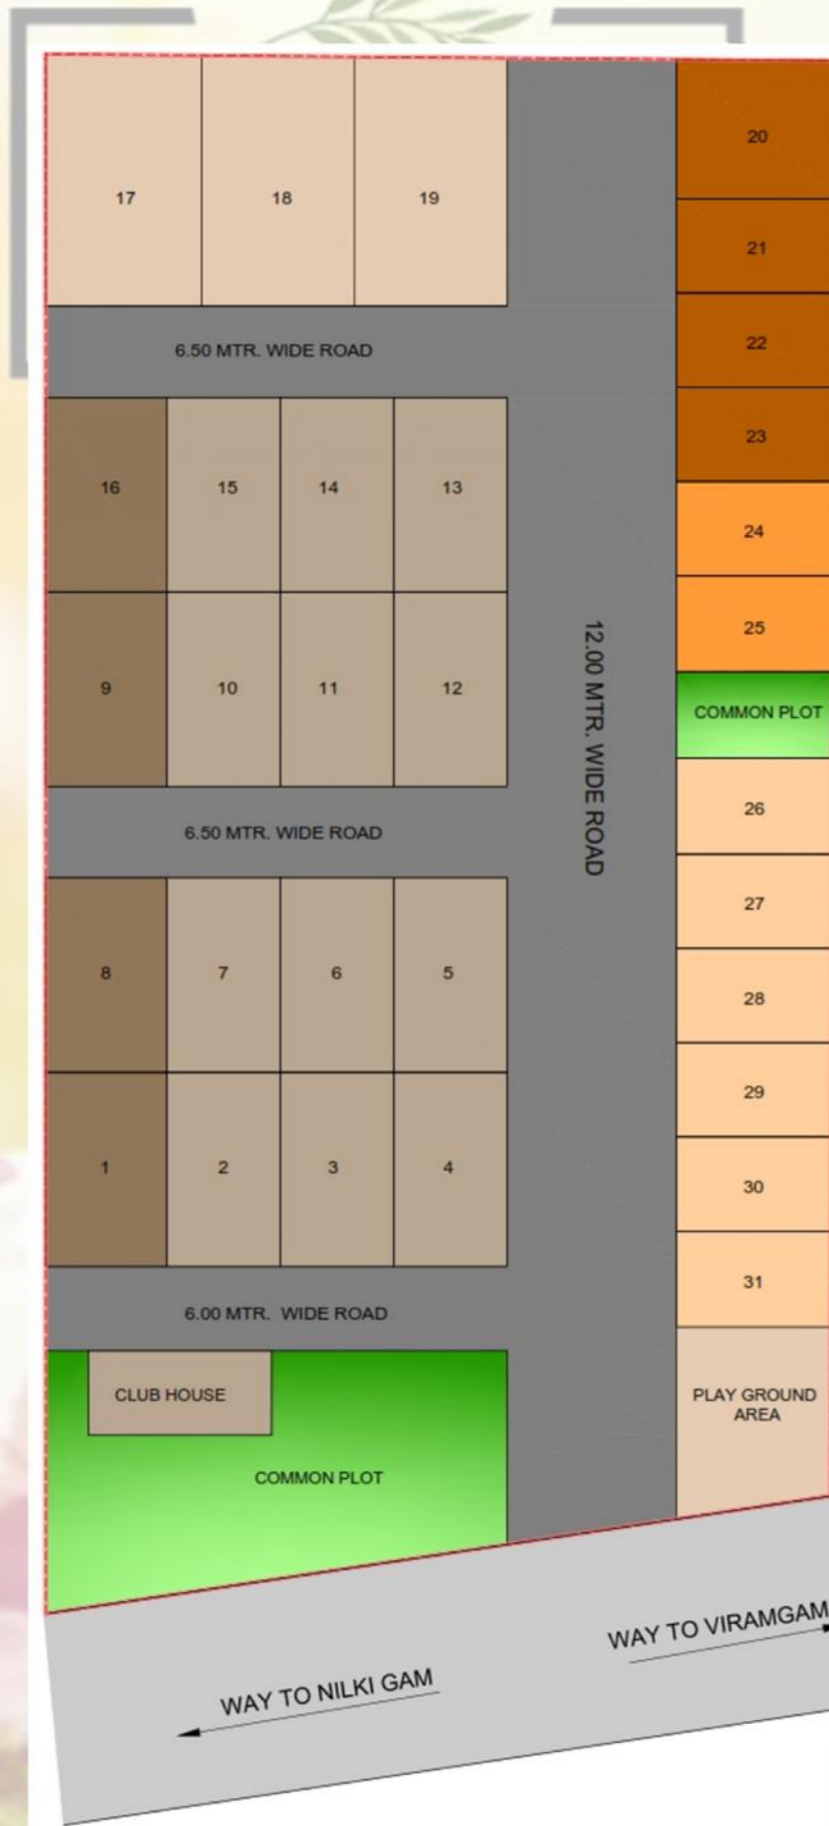 17 18 19
20
21
6.50 MTR. WIDE ROAD
22
23
16 15 14 13
24
25
12.00 MTR. WIDE ROAD
9 10 11 12
COMMON PLOT
26
6.50 MTR. WIDE ROAD
27
8 7 6 5
28
29
1 2 3 4
30
31
6.00 MTR. WIDE ROAD
CLUB HOUSE
PLAY GROUND
AREA
COMMON PLOT
WAY TO VIRAMGAM
WAY TO NILKI GAM